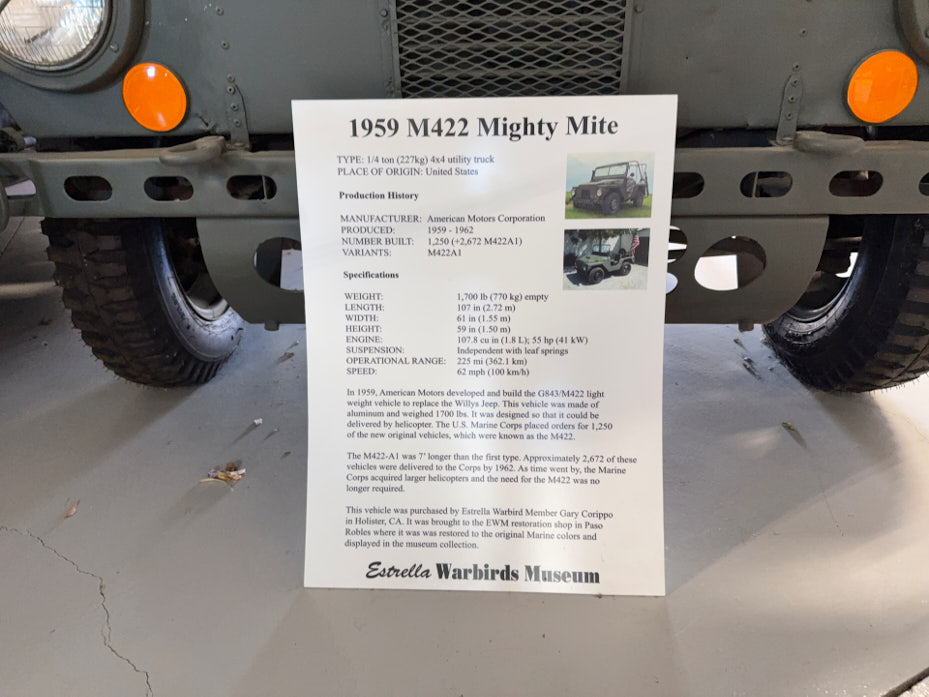 1959 M422 Mighty Mite
TYPE: 1/4 ton (227kg) 4x4 utility truck
PLACE OF ORIGIN: United States
Production History
MANUFACTURER: American Motors Corporation
PRODUCED: 1959 - 1962
NUMBER BUILT: 1,250 (+2,672 M422A1)
VARIANTS: M422A1
Specifications
WEIGHT: 1,700 lb (770 kg) empty
LENGTH: 107 in (2.72 m)
WIDTH: 61 in (1.55 m)
HEIGHT: 59 in (1.50 m)
ENGINE: 107.8 cu in (1.8 L); 55 hp (41 kW)
SUSPENSION: Independent with leaf springs
OPERATIONAL RANGE: 225 mi (362.1 km)
SPEED: 62 mph (100 km/h)
In 1959, American Motors developed and build the G843/M422 light
weight vehicle to replace the Willys Jeep. This vehicle was made of
aluminum and weighed 1700 lbs. It was designed so that it could be
delivered by helicopter. The U.S. Marine Corps placed orders for 1,250
of the new original vehicles, which were known as the M422.
The M422-A1 was 7' longer than the first type. Approximately 2,672 of these
vehicles were delivered to the Corps by 1962. As time went by, the Marine
Corps acquired larger helicopters and the need for the M422 was no
longer required.
This vehicle was purchased by Estrella Warbird Member Gary Corippo
in Holister, CA. It was brought to the EWM restoration shop in Paso
Robles where it was was restored to the original Marine colors and
displayed in the museum collection.
Estrella Warbirds Museum